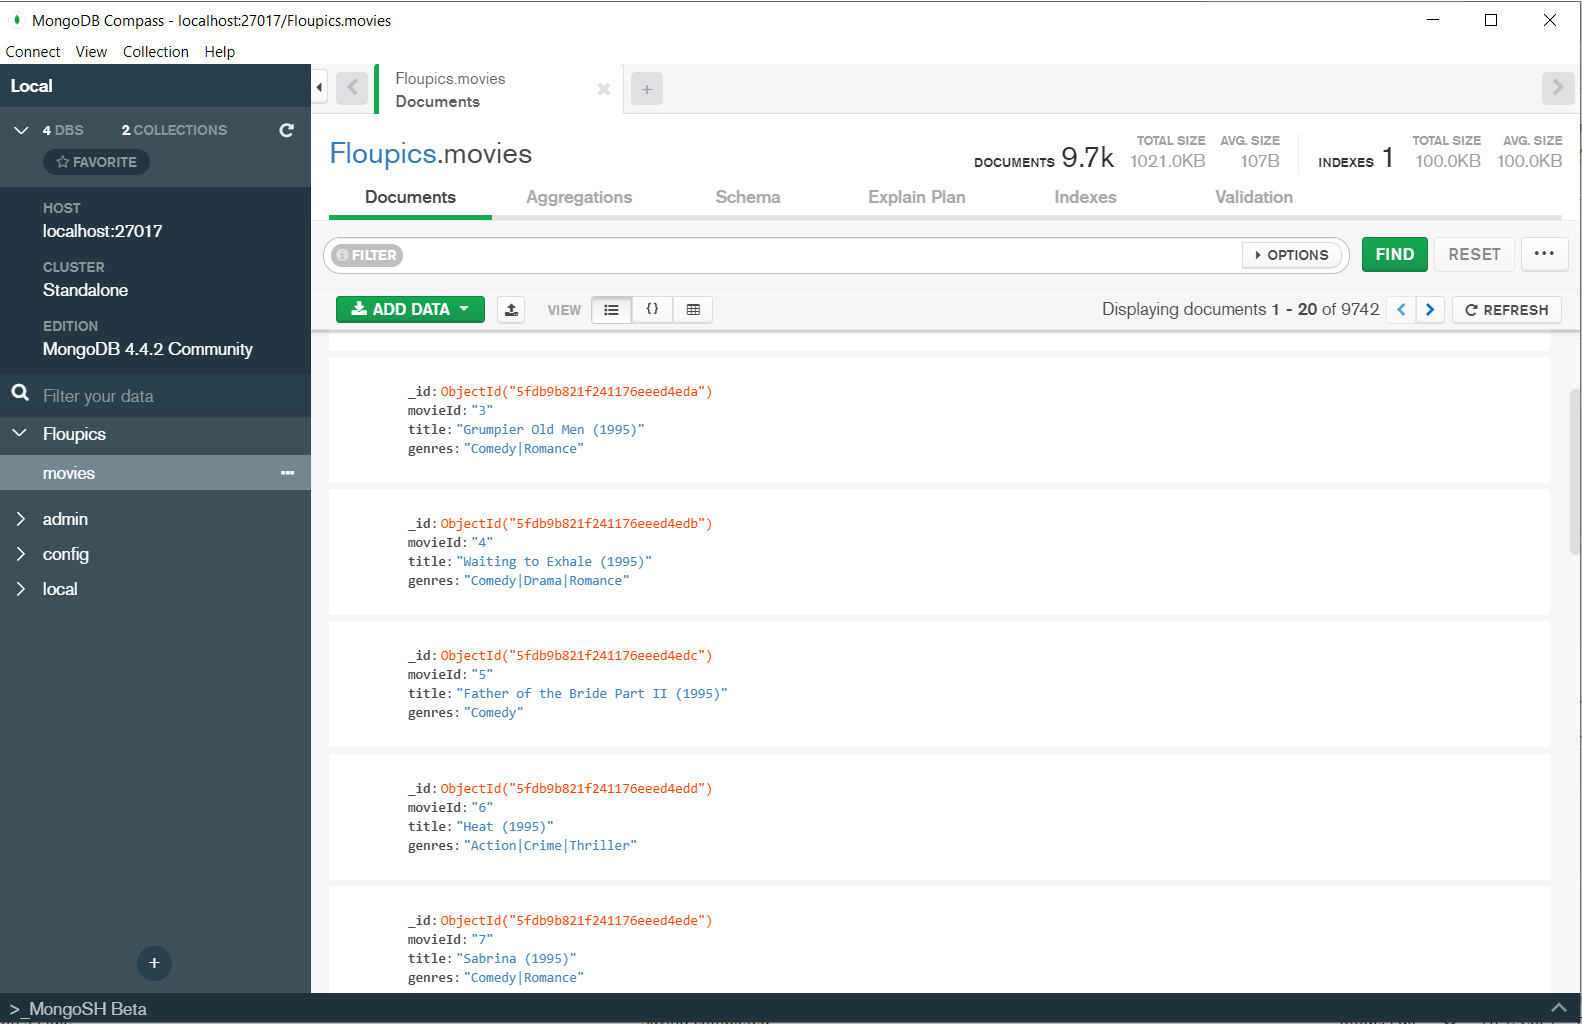 MongoDB Compass - localhost:27017/Floupics.movies
Connect View Collection Help
Local
4 DBS 2 COLLECTIONS
FAVORITE
HOST
localhost:27017
CLUSTER
Standalone
EDITION
MongoDB 4.4.2 Community
Filter your data
Floupics
movies
admin
config
local
>_MongoSH Beta
Floupics.movies
Documents
Floupics.movies
DOCUMENTS 9.7k TOTAL SIZE 1021.0KB AVG. SIZE 107B INDEXES 1 TOTAL SIZE 100.0KB AVG. SIZE 100.0KB
Documents Aggregations Schema Explain Plan Indexes Validation
FILTER OPTIONS FIND RESET ...
ADD DATA VIEW {} Displaying documents 1 - 20 of 9742 REFRESH
_id: ObjectId("5fdb9b821f241176eeed4eda")
movieId: "3"
title: "Grumpier Old Men (1995)"
genres: "Comedy|Romance"
_id: ObjectId("5fdb9b821f241176eeed4edb")
movieId: "4"
title: "Waiting to Exhale (1995)"
genres: "Comedy|Drama|Romance"
_id: ObjectId("5fdb9b821f241176eeed4edc")
movieId: "5"
title: "Father of the Bride Part II (1995)"
genres: "Comedy"
_id: ObjectId("5fdb9b821f241176eeed4edd")
movieId: "6"
title: "Heat (1995)"
genres: "Action|Crime|Thriller"
_id: ObjectId("5fdb9b821f241176eeed4ede")
movieId: "7"
title: "Sabrina (1995)"
genres: "Comedy|Romance"